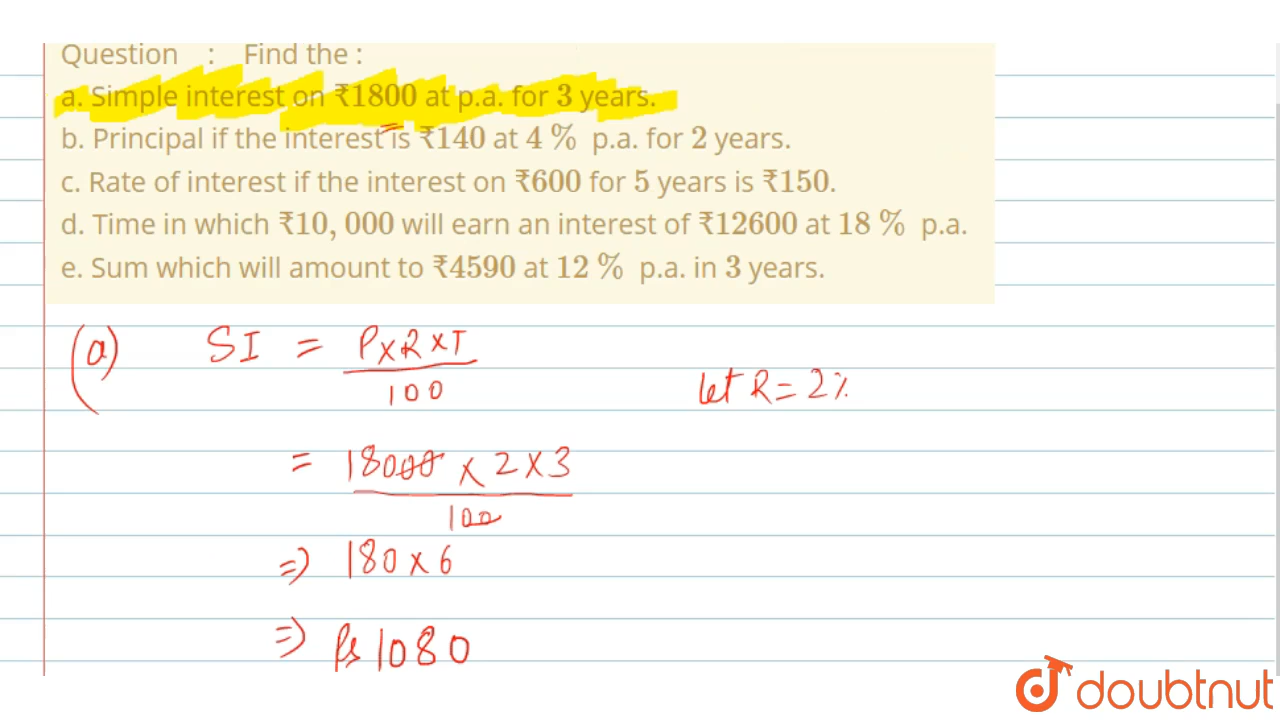 Question : Find the :
a. Simple interest on ₹1800 at p.a. for 3 years.
b. Principal if the interest is ₹140 at 4 % p.a. for 2 years.
c. Rate of interest if the interest on ₹600 for 5 years is ₹150.
d. Time in which ₹10, 000 will earn an interest of ₹12600 at 18 % p.a.
e. Sum which will amount to ₹4590 at 12 % p.a. in 3 years.
(a) SI = P×R×T
100
let R = 2%
= 18000 × 2 × 3
100
⇒ 180 × 6
⇒ Rs 1080
doubtnut